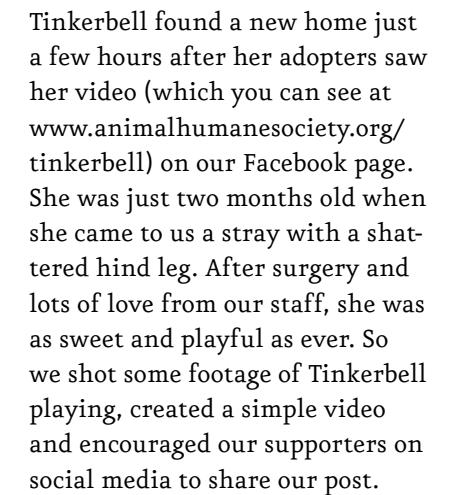 Tinkerbell found a new home just
a few hours after her adopters saw
her video (which you can see at
www.animalhumanesociety.org/
tinkerbell) on our Facebook page.
She was just two months old when
she came to us a stray with a shat-
tered hind leg. After surgery and
lots of love from our staff, she was
as sweet and playful as ever. So
we shot some footage of Tinkerbell
playing, created a simple video
and encouraged our supporters on
social media to share our post.